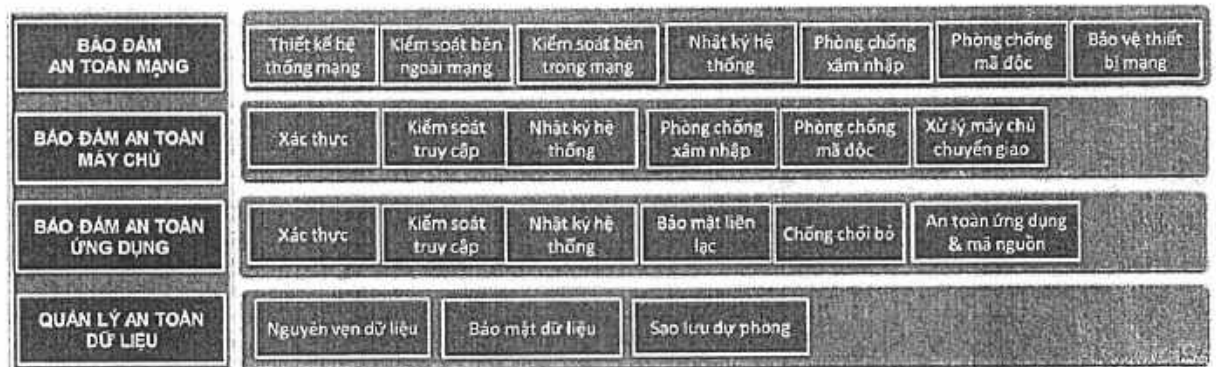 BẢO ĐẢM
AN TOÀN MẠNG
Thiết kế hệ
thống mạng
Kiểm soát bên
ngoài mạng
Kiểm soát bên
trong mạng
Nhật ký hệ
thống
Phòng chống
xâm nhập
Phòng chống
mã độc
Bảo vệ thiết
bị mạng
BẢO ĐẢM AN TOÀN
MÁY CHỦ
Xác thực
Kiểm soát
truy cập
Nhật ký hệ
thống
Phòng chống
xâm nhập
Phòng chống
mã độc
Xử lý máy chủ
chuyển giao
BẢO ĐẢM AN TOÀN
ỨNG DỤNG
Xác thực
Kiểm soát
truy cập
Nhật ký hệ
thống
Bảo mật liên
lạc
Chống chối bỏ
An toàn ứng dụng
& mã nguồn
QUẢN LÝ AN TOÀN
DỮ LIỆU
Nguyên vẹn dữ liệu
Bảo mật dữ liệu
Sao lưu dự phòng